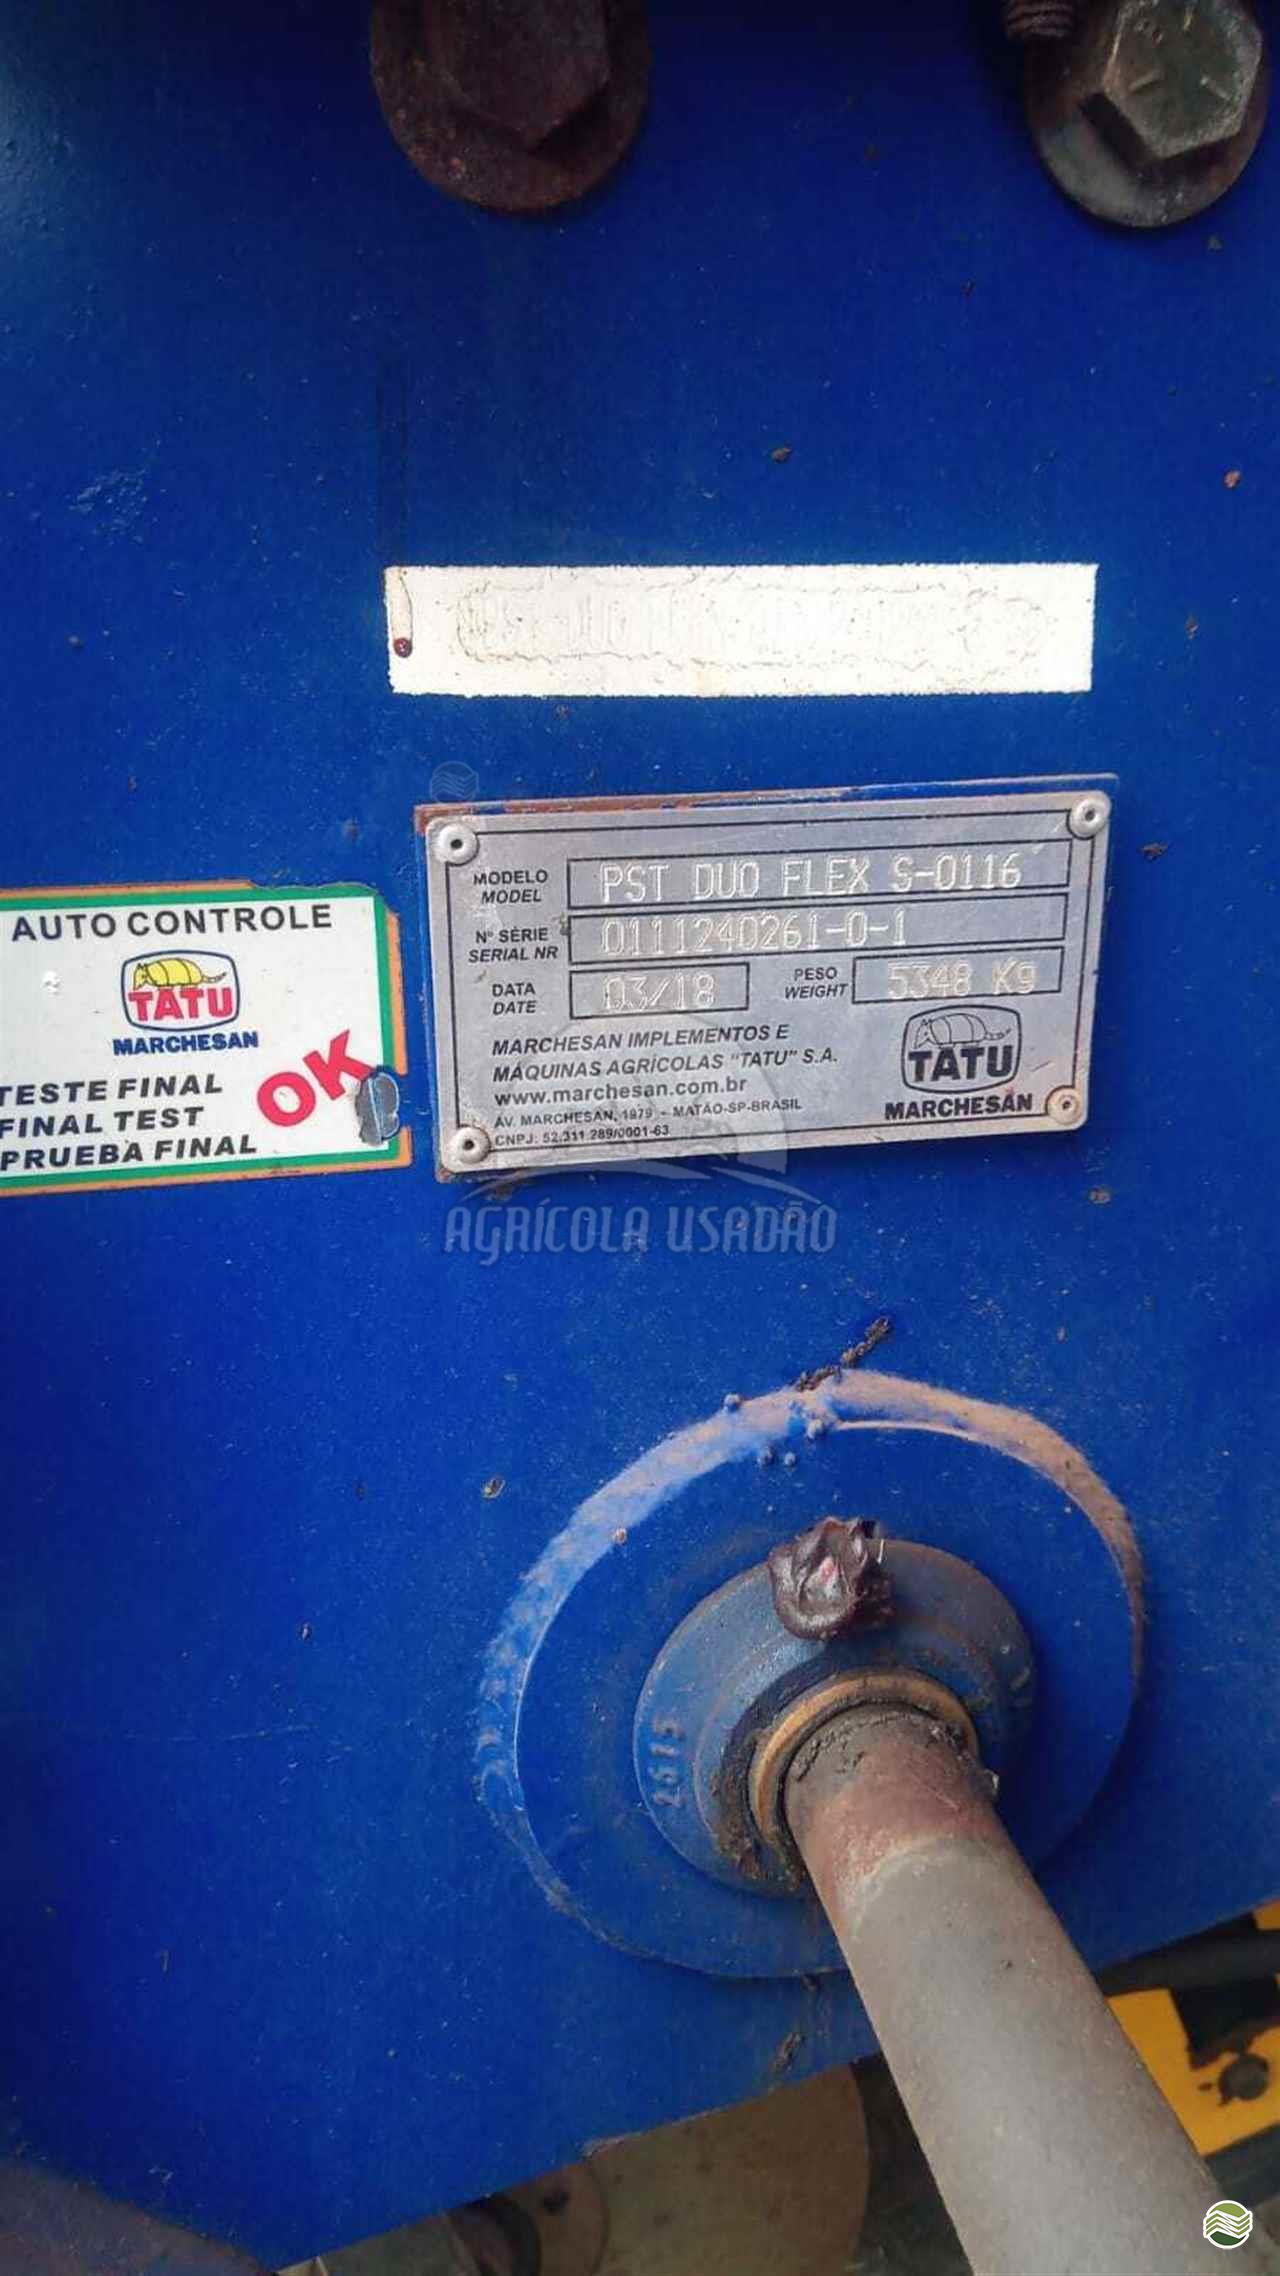 MODELO
MODEL
PST DUO FLEX S-0116
Nº SÉRIE
SERIAL NR
0111240261-0-1
DATA
DATE
03/18
PESO
WEIGHT
5348 Kg
MARCHESAN IMPLEMENTOS E
MÁQUINAS AGRÍCOLAS "TATU" S.A.
www.marchesan.com.br
AV. MARCHESAN, 1979 - MATÃO-SP-BRASIL
CNPJ: 52.311.289/0001-63
TATU
MARCHESAN
AUTO CONTROLE
TATU
MARCHESAN
OK
TESTE FINAL
FINAL TEST
PRUEBA FINAL
AGRÍCOLA USADÃO
2615